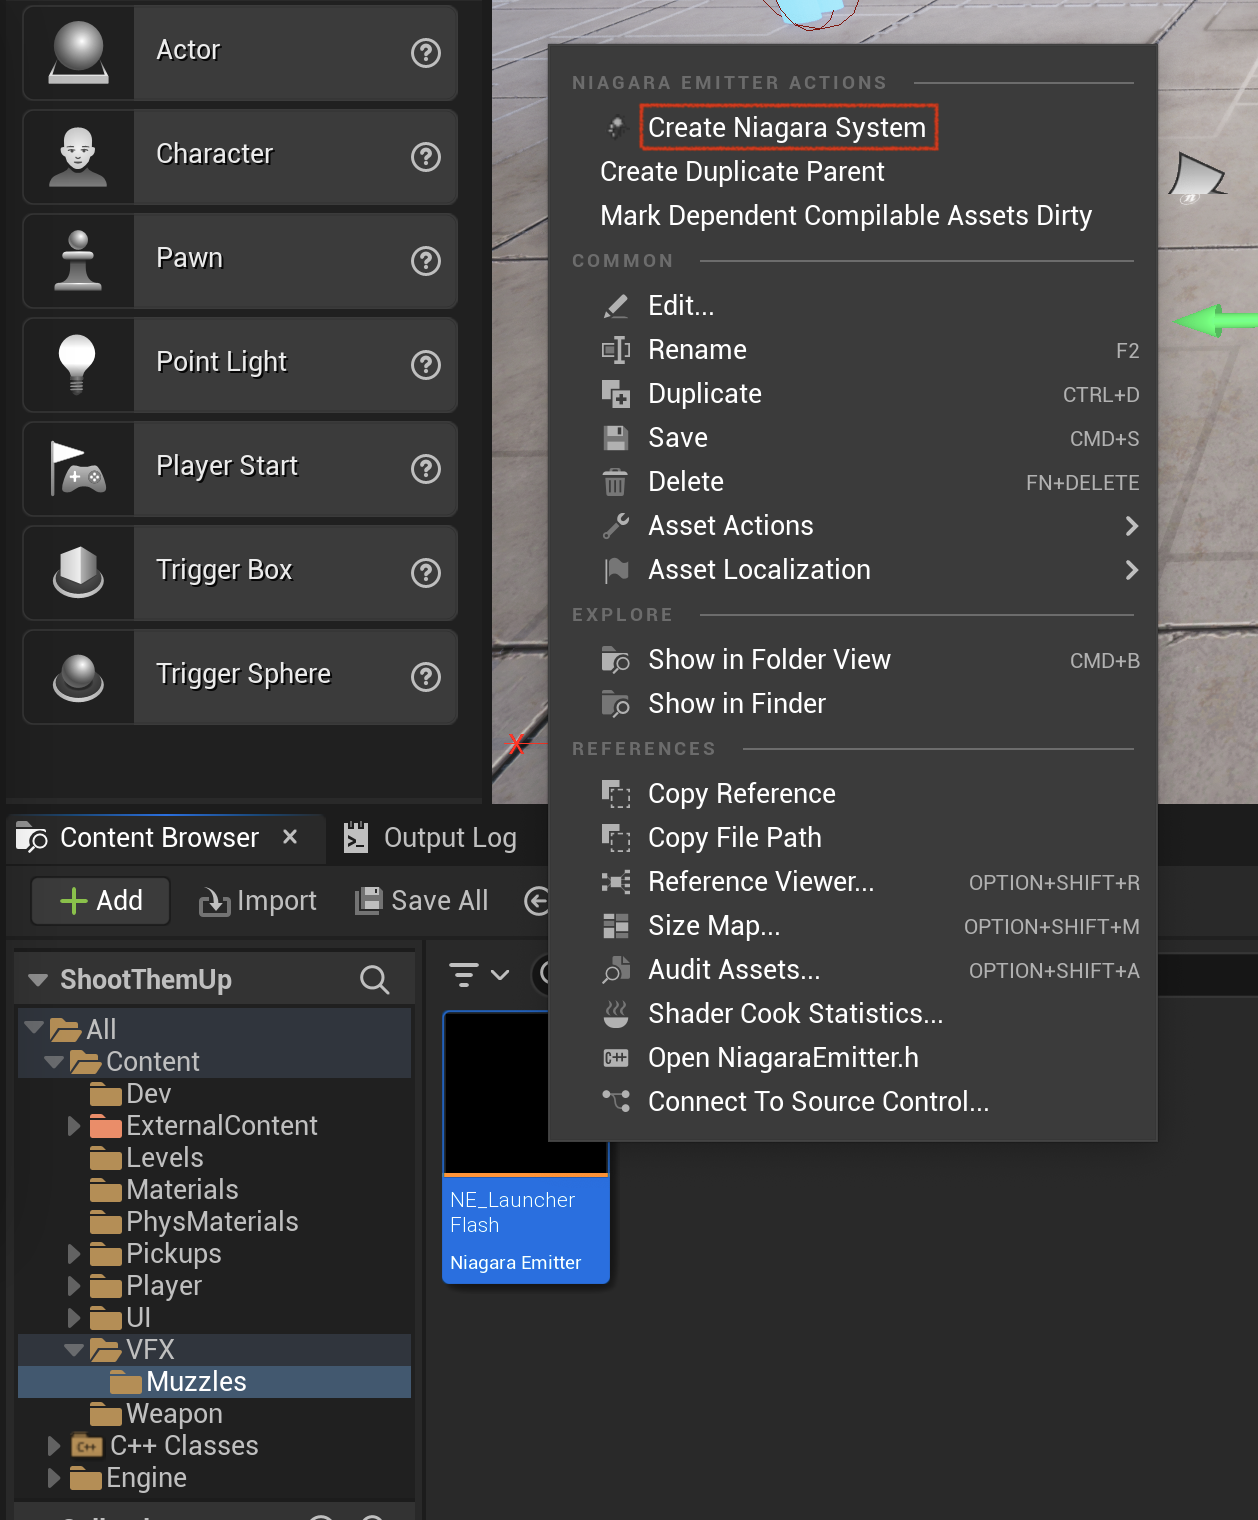 Actor
Character
Pawn
Point Light
Player Start
Trigger Box
Trigger Sphere
NIAGARA EMITTER ACTIONS
Create Niagara System
Create Duplicate Parent
Mark Dependent Compilable Assets Dirty
COMMON
Edit...
Rename F2
Duplicate CTRL+D
Save CMD+S
Delete FN+DELETE
Asset Actions
Asset Localization
EXPLORE
Show in Folder View CMD+B
Show in Finder
REFERENCES
Copy Reference
Copy File Path
Reference Viewer... OPTION+SHIFT+R
Size Map... OPTION+SHIFT+M
Audit Assets... OPTION+SHIFT+A
Shader Cook Statistics...
Open NiagaraEmitter.h
Connect To Source Control...
X
Content Browser Output Log
Add Import Save All
ShootThemUp
All
Content
Dev
ExternalContent
Levels
Materials
PhysMaterials
Pickups
Player
UI
VFX
Muzzles
Weapon
C++ Classes
Engine
NE_Launcher
Flash
Niagara Emitter